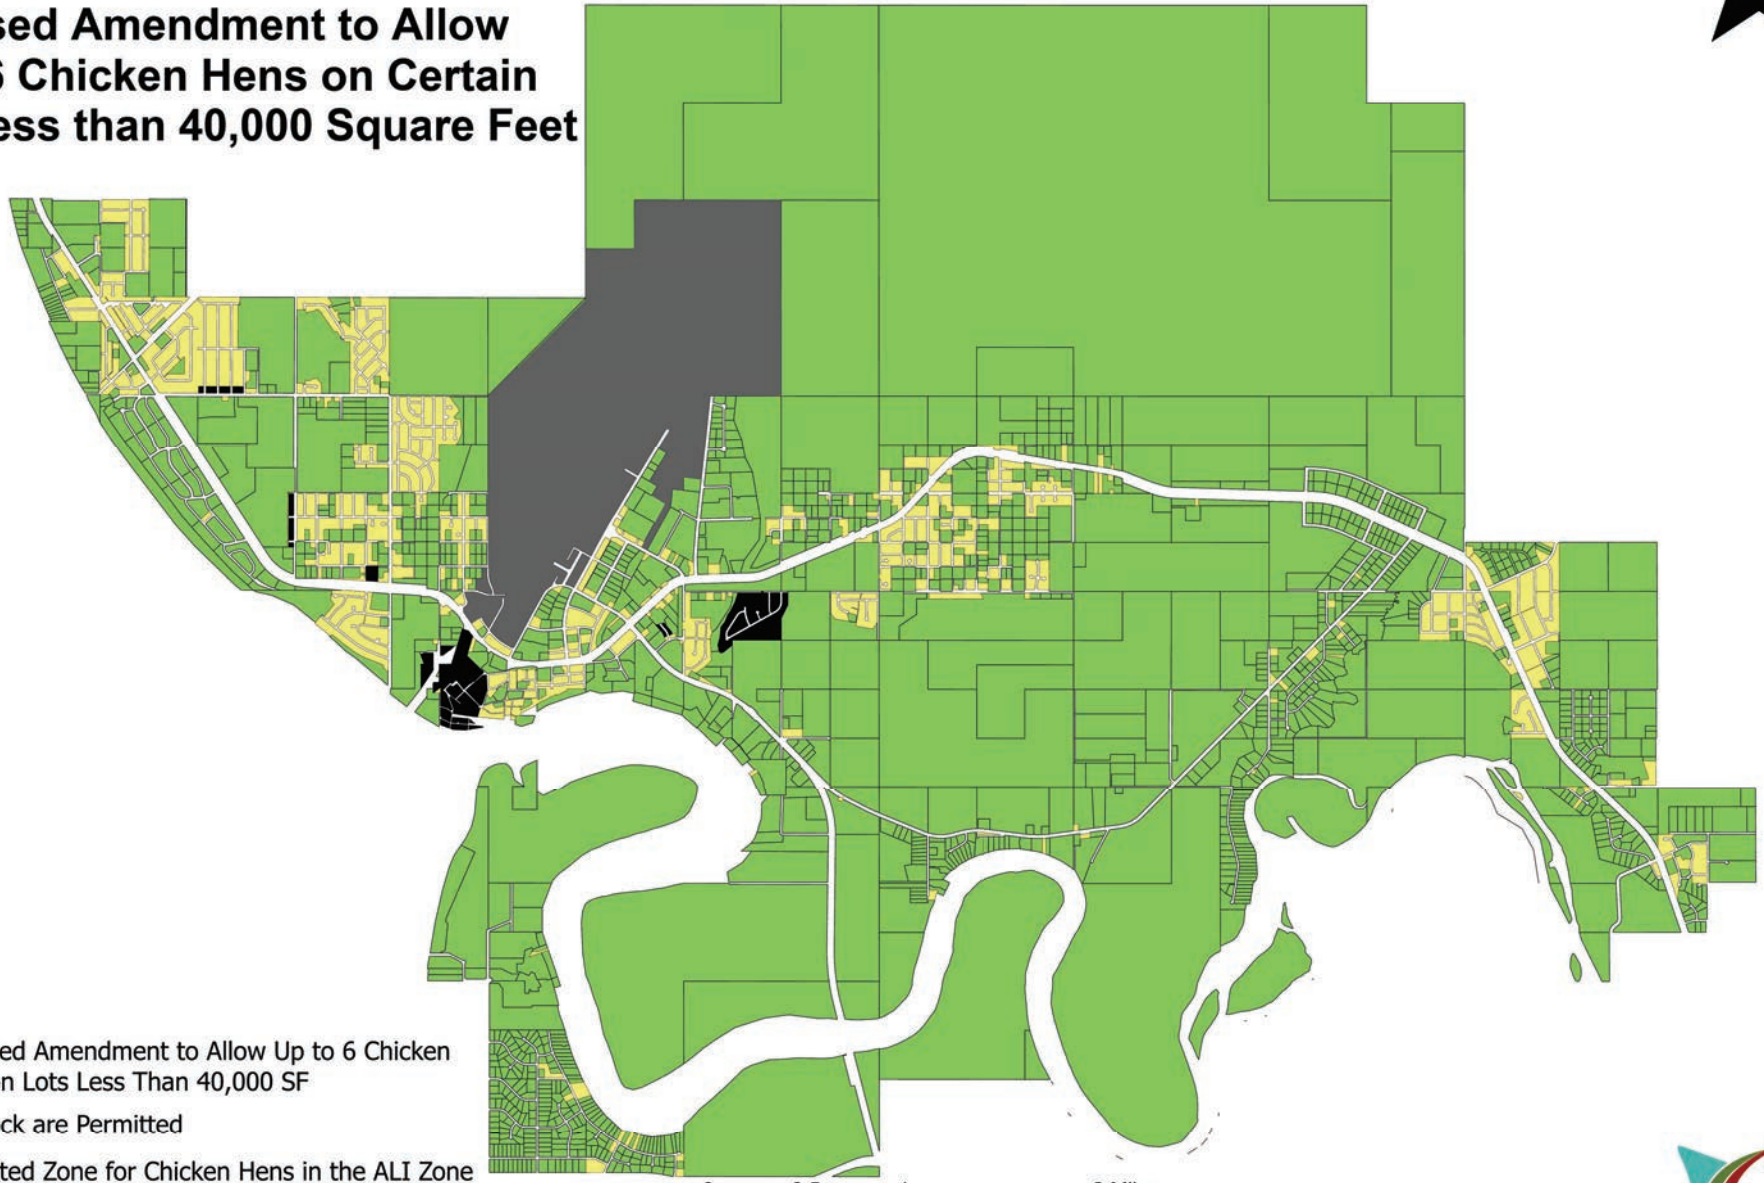 sed Amendment to Allow
6 Chicken Hens on Certain
ess than 40,000 Square Feet
ed Amendment to Allow Up to 6 Chicken
n Lots Less Than 40,000 SF
ck are Permitted
ted Zone for Chicken Hens in the ALI Zone